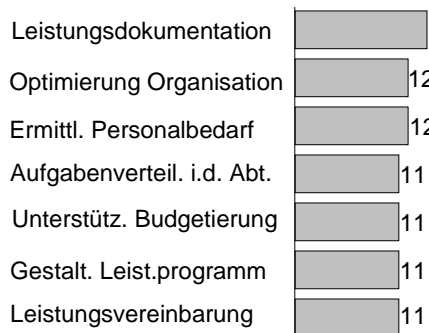 Leistungsdokumentation
Optimierung Organisation 12
Ermittl. Personalbedarf 12
Aufgabenverteil. i.d. Abt. 11
Unterstütz. Budgetierung 11
Gestalt. Leist.programm 11
Leistungsvereinbarung 11